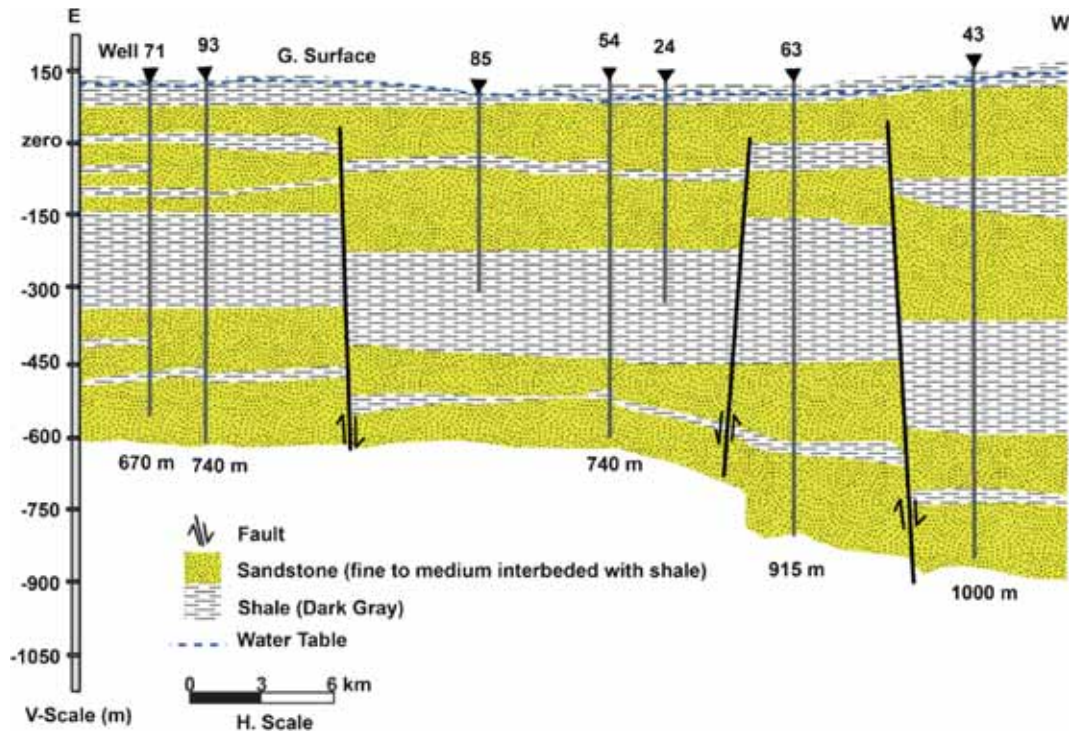 E
W
Well 71
93
G. Surface
85
54
24
63
43
150
zero
-150
-300
-450
-600
-750
-900
-1050
670 m
740 m
740 m
915 m
1000 m
Fault
Sandstone (fine to medium interbeded with shale)
Shale (Dark Gray)
Water Table
0 3 6 km
H. Scale
V-Scale (m)